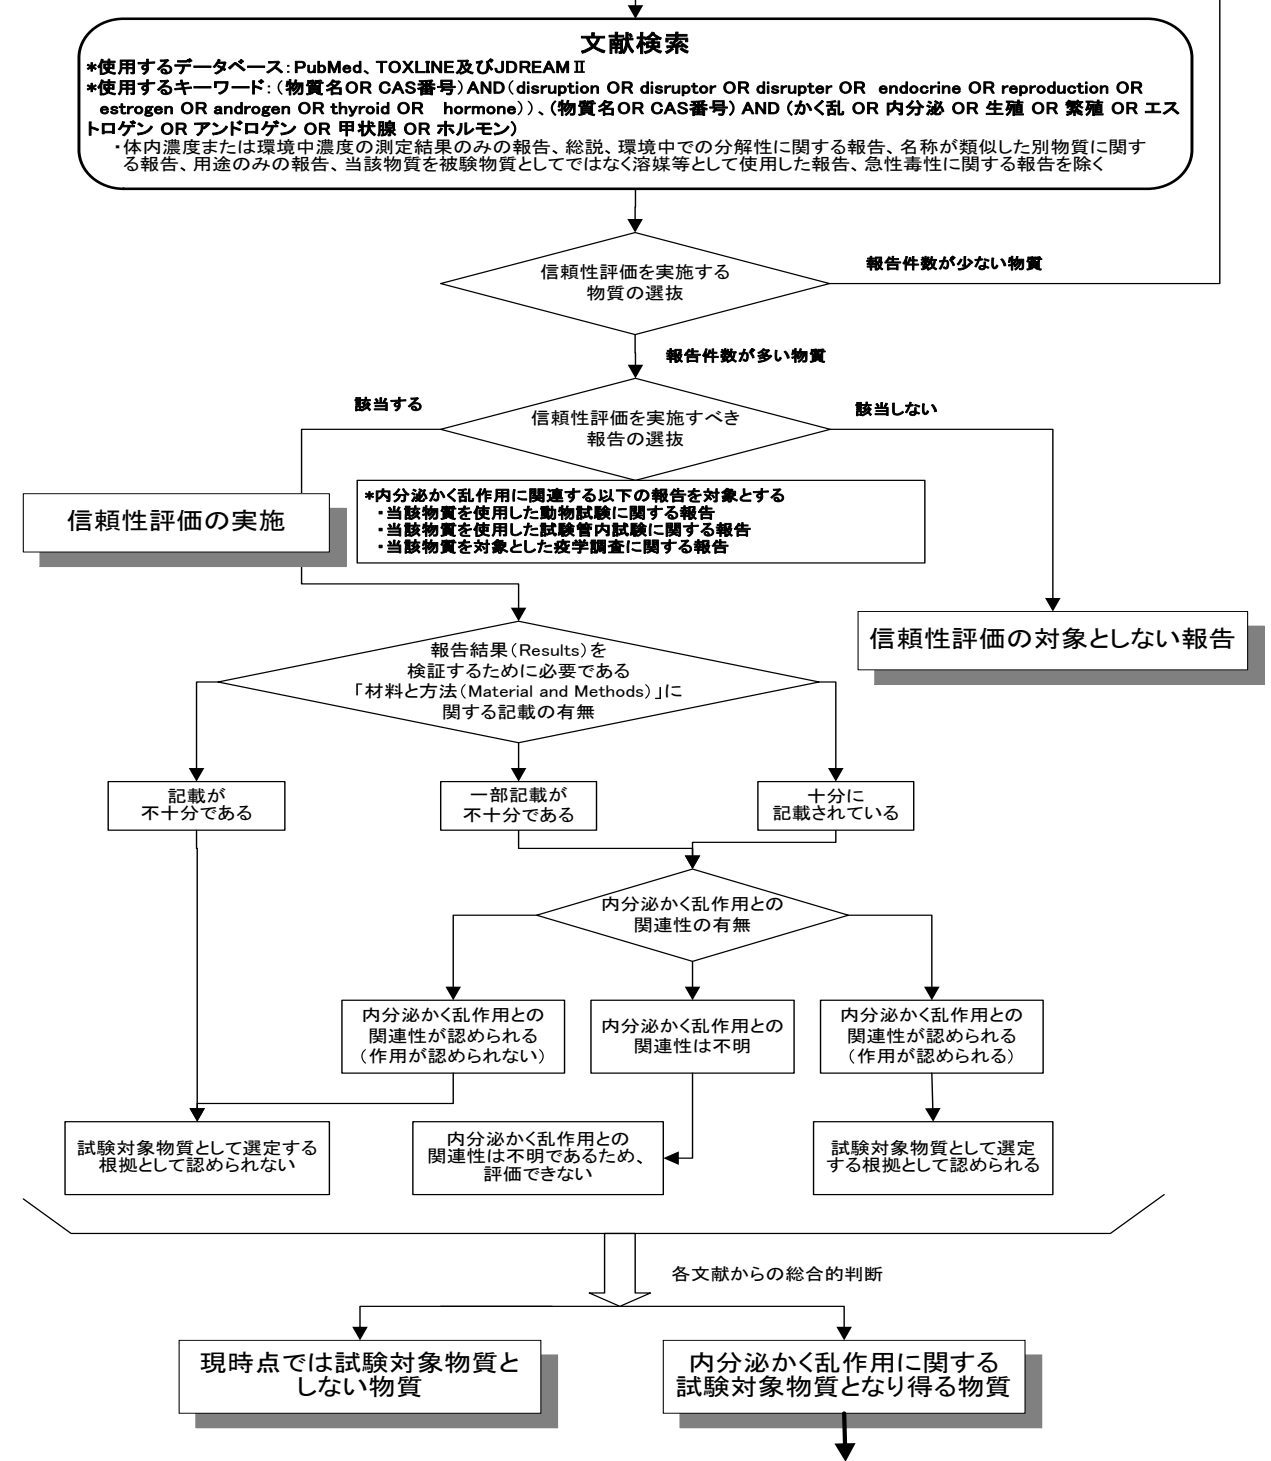 文献検索
*使用するデータベース：PubMed、TOXLINE及びJDREAMⅡ
*使用するキーワード：（物質名OR CAS番号）AND（disruption OR disruptor OR disrupter OR endocrine OR reproduction OR
estrogen OR androgen OR thyroid OR hormone））、（物質名OR CAS番号） AND （かく乱 OR 内分泌 OR 生殖 OR 繁殖 OR エス
トロゲン OR アンドロゲン OR 甲状腺 OR ホルモン）
・体内濃度または環境中濃度の測定結果のみの報告、総説、環境中での分解性に関する報告、名称が類似した別物質に関す
る報告、用途のみの報告、当該物質を被験物質としてではなく溶媒等として使用した報告、急性毒性に関する報告を除く
信頼性評価を実施する
物質の選抜
報告件数が少ない物質
報告件数が多い物質
該当する
信頼性評価を実施すべき
報告の選抜
該当しない
*内分泌かく乱作用に関連する以下の報告を対象とする
・当該物質を使用した動物試験に関する報告
・当該物質を使用した試験管内試験に関する報告
・当該物質を対象とした疫学調査に関する報告
信頼性評価の実施
信頼性評価の対象としない報告
報告結果（Results）を
検証するために必要である
「材料と方法（Material and Methods）」に
関する記載の有無
記載が
不十分である
一部記載が
不十分である
十分に
記載されている
内分泌かく乱作用との
関連性の有無
内分泌かく乱作用との
関連性が認められる
（作用が認められない）
内分泌かく乱作用との
関連性は不明
内分泌かく乱作用との
関連性が認められる
（作用が認められる）
試験対象物質として選定する
根拠として認められない
内分泌かく乱作用との
関連性は不明であるため、
評価できない
試験対象物質として選定
する根拠として認められる
各文献からの総合的判断
現時点では試験対象物質と
しない物質
内分泌かく乱作用に関する
試験対象物質となり得る物質